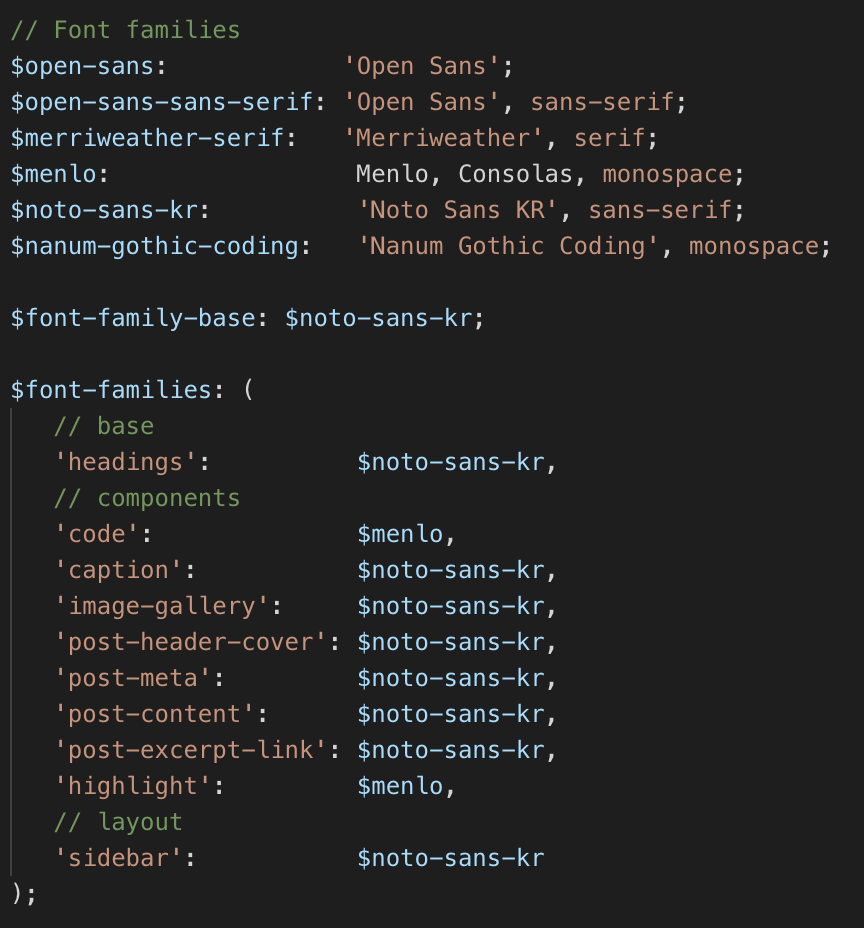 // Font families
$open-sans:               'Open Sans';
$open-sans-sans-serif: 'Open Sans', sans-serif;
$merriweather-serif:    'Merriweather', serif;
$menlo:                 Menlo, Consolas, monospace;
$noto-sans-kr:          'Noto Sans KR', sans-serif;
$nanum-gothic-coding:   'Nanum Gothic Coding', monospace;

$font-family-base: $noto-sans-kr;

$font-families: (
   // base
   'headings':          $noto-sans-kr,
   // components
   'code':              $menlo,
   'caption':           $noto-sans-kr,
   'image-gallery':     $noto-sans-kr,
   'post-header-cover': $noto-sans-kr,
   'post-meta':         $noto-sans-kr,
   'post-content':      $noto-sans-kr,
   'post-excerpt-link': $noto-sans-kr,
   'highlight':         $menlo,
   // layout
   'sidebar':           $noto-sans-kr
);